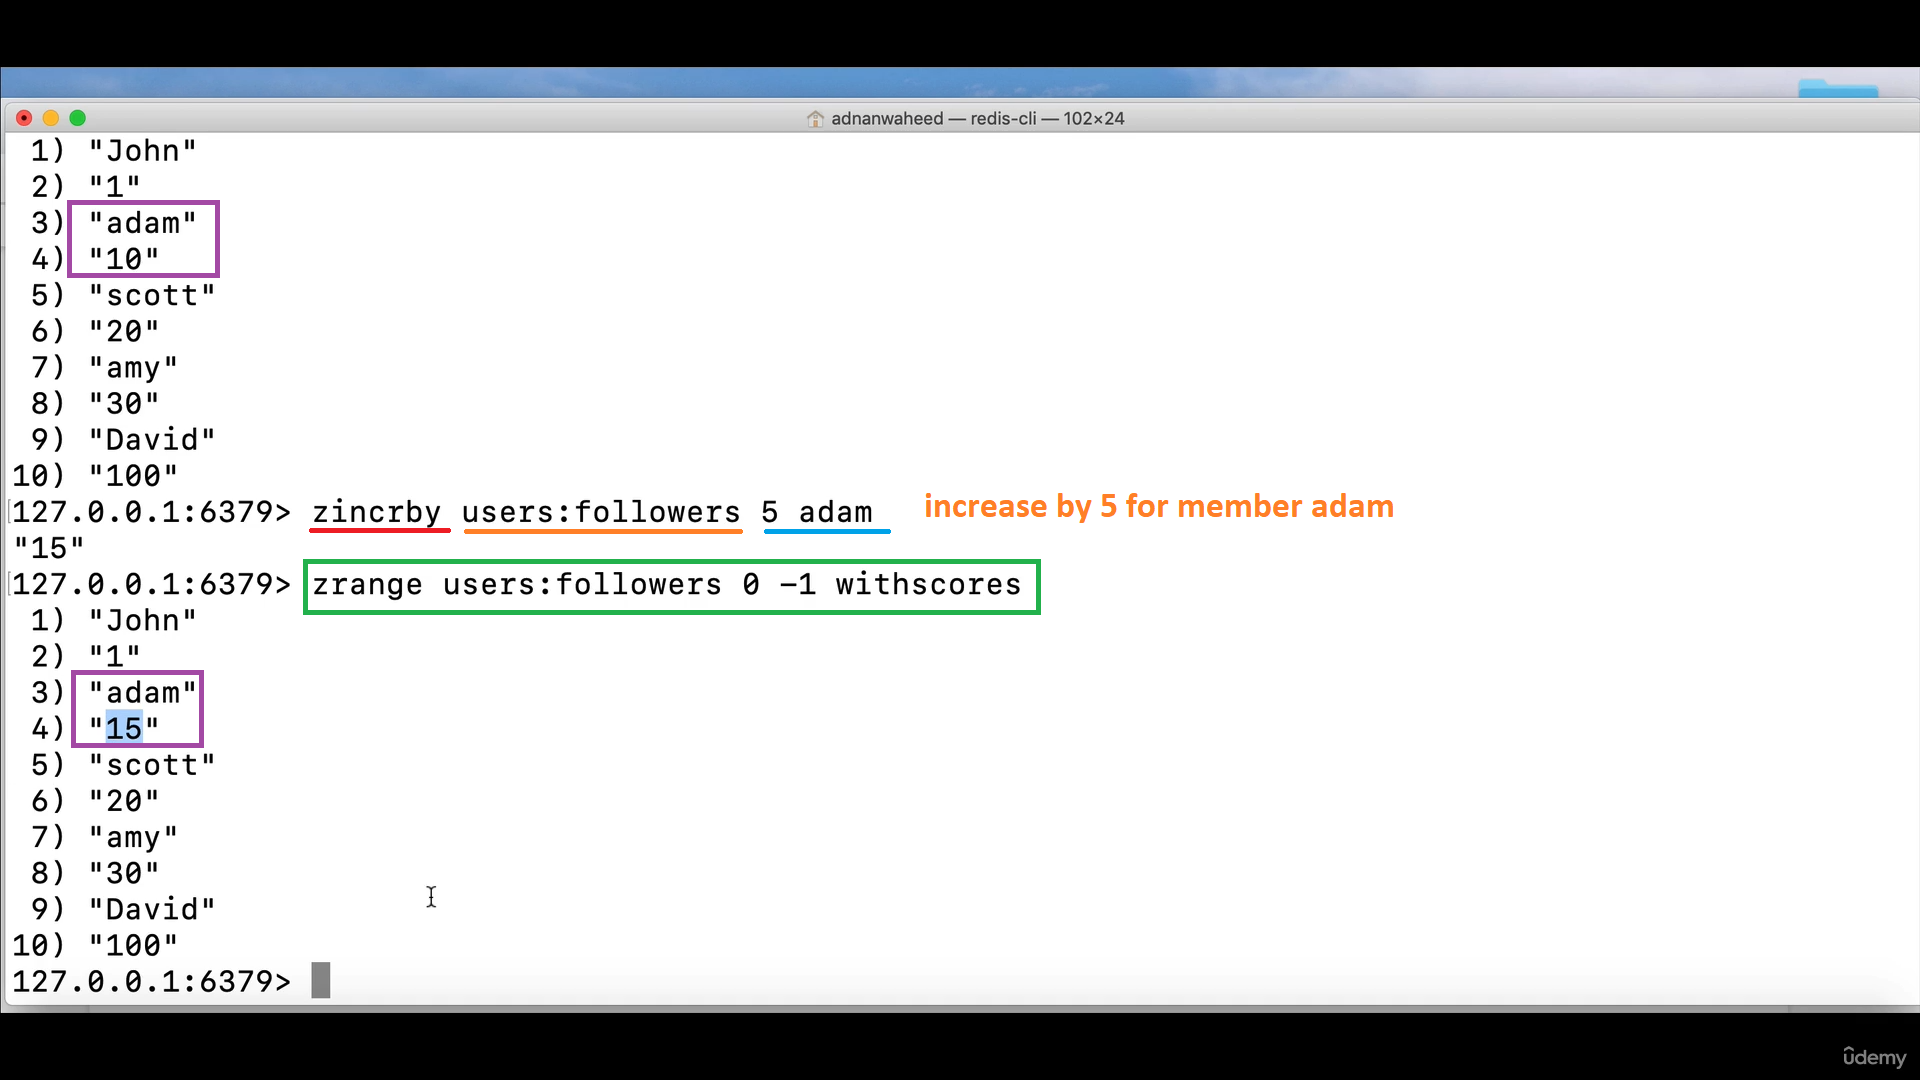 adnanwaheed — redis-cli — 102×24
1) "John"
2) "1"
3) "adam"
4) "10"
5) "scott"
6) "20"
7) "amy"
8) "30"
9) "David"
10) "100"
127.0.0.1:6379> zincrby users:followers 5 adam increase by 5 for member adam
"15"
127.0.0.1:6379> zrange users:followers 0 -1 withscores
1) "John"
2) "1"
3) "adam"
4) "15"
5) "scott"
6) "20"
7) "amy"
8) "30"
9) "David"
10) "100"
127.0.0.1:6379>
ûdemy